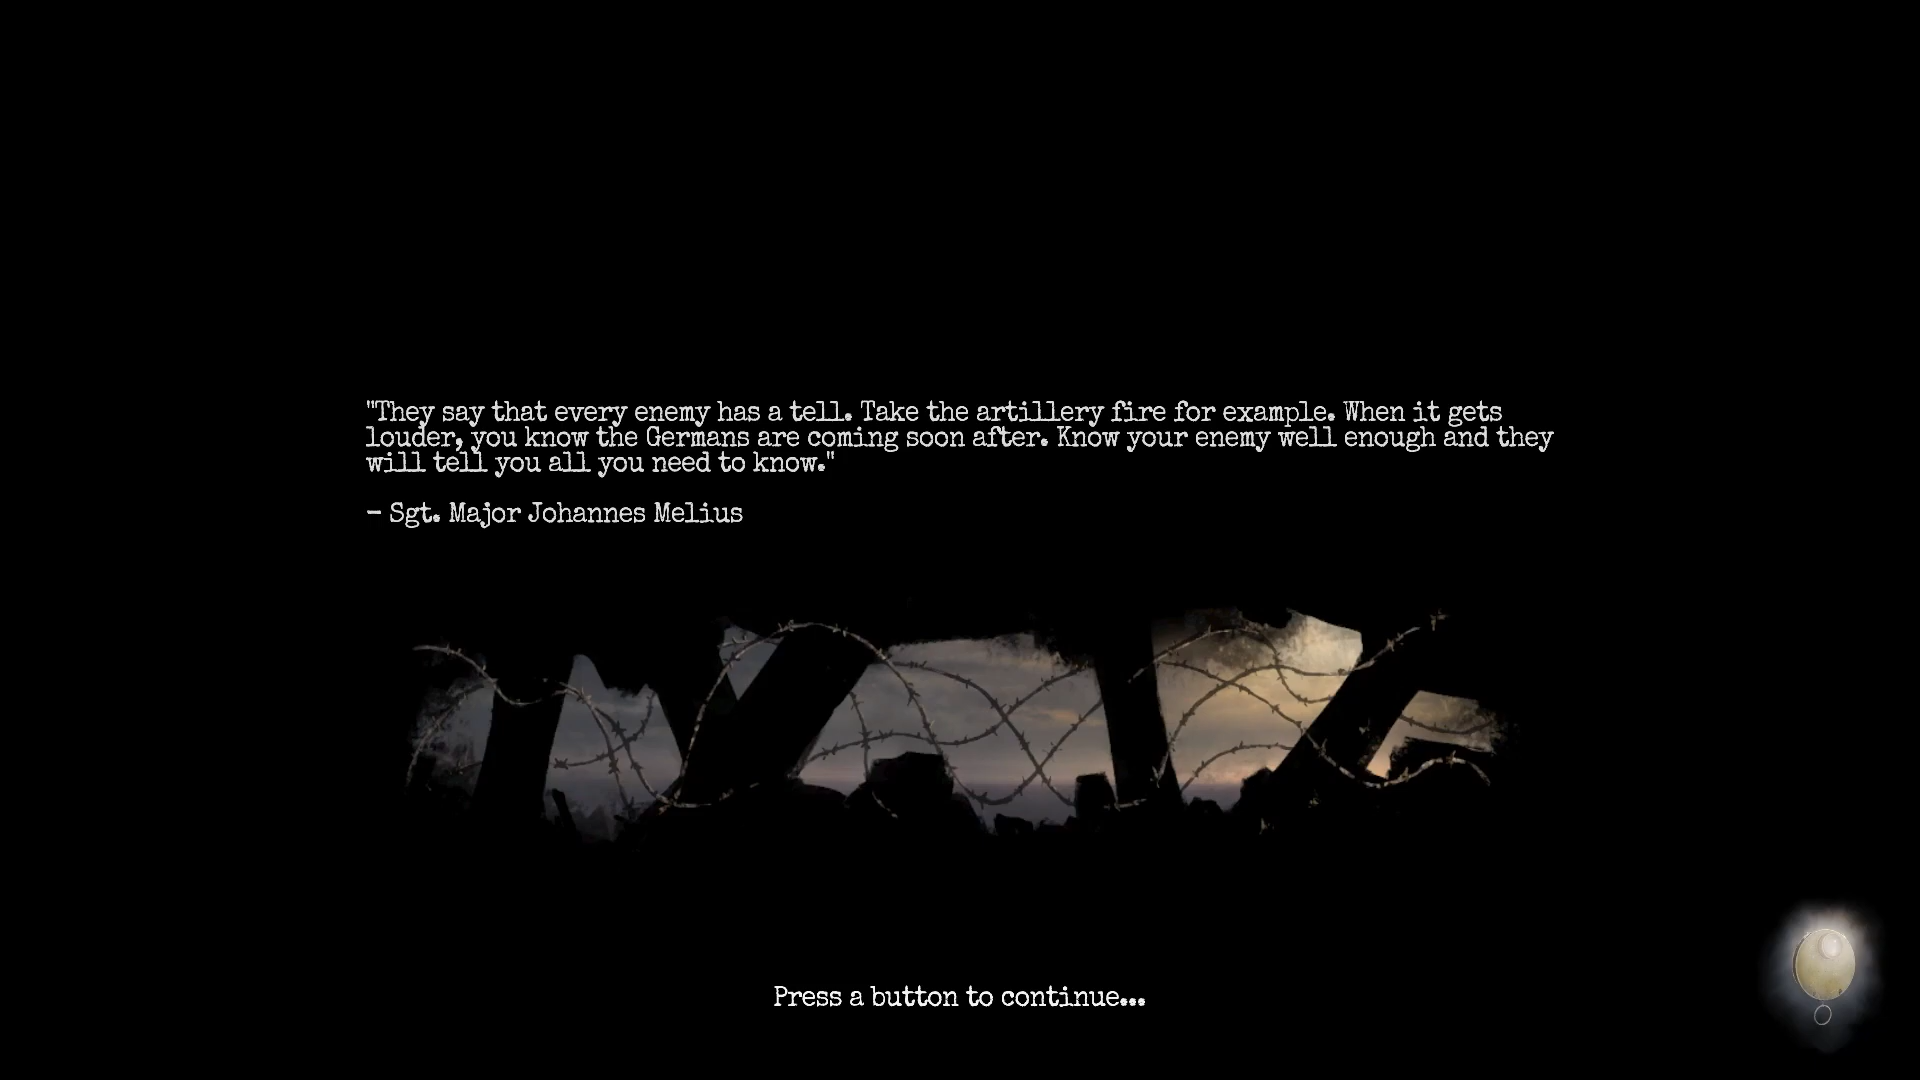 "They say that every enemy has a tell. Take the artillery fire for example. When it gets
louder, you know the Germans are coming soon after. Know your enemy well enough and they
will tell you all you need to know."
- Sgt. Major Johannes Melius
Press a button to continue...